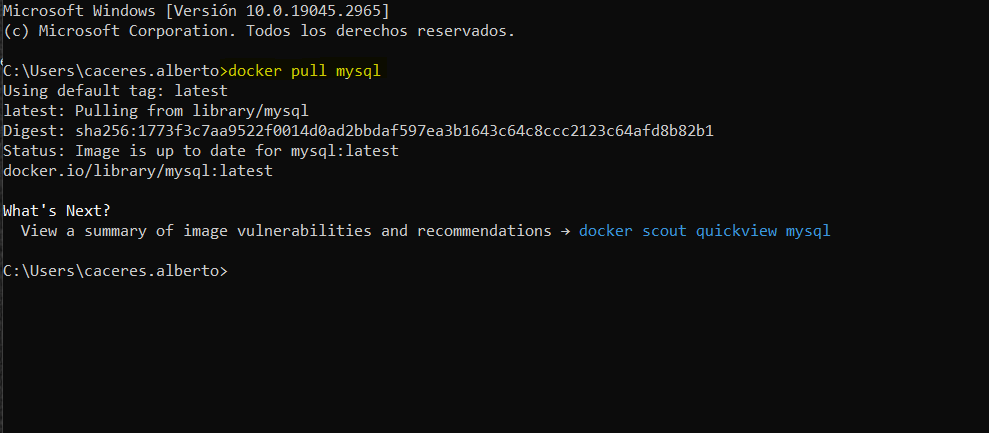 Microsoft Windows [Versión 10.0.19045.2965]
(c) Microsoft Corporation. Todos los derechos reservados.
C:\Users\caceres.alberto>docker pull mysql
Using default tag: latest
latest: Pulling from library/mysql
Digest: sha256:1773f3c7aa9522f0014d0ad2bbdaf597ea3b1643c64c8ccc2123c64afd8b82b1
Status: Image is up to date for mysql:latest
docker.io/library/mysql:latest
What's Next?
View a summary of image vulnerabilities and recommendations → docker scout quickview mysql
C:\Users\caceres.alberto>